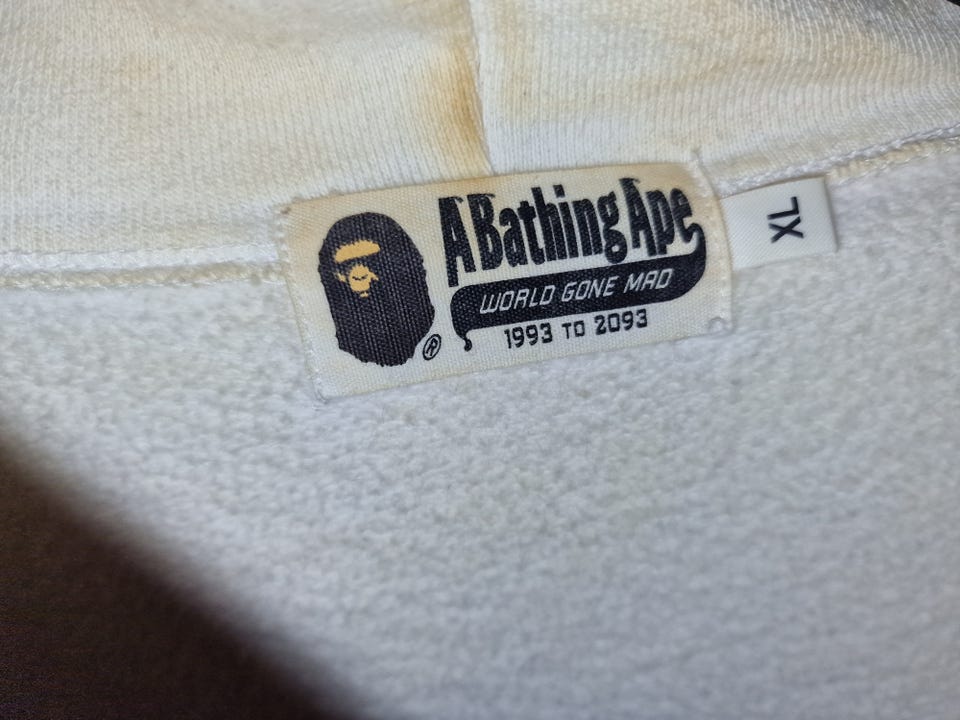 A Bathing Ape
WORLD GONE MAD
1993 TO 2093
®
XL